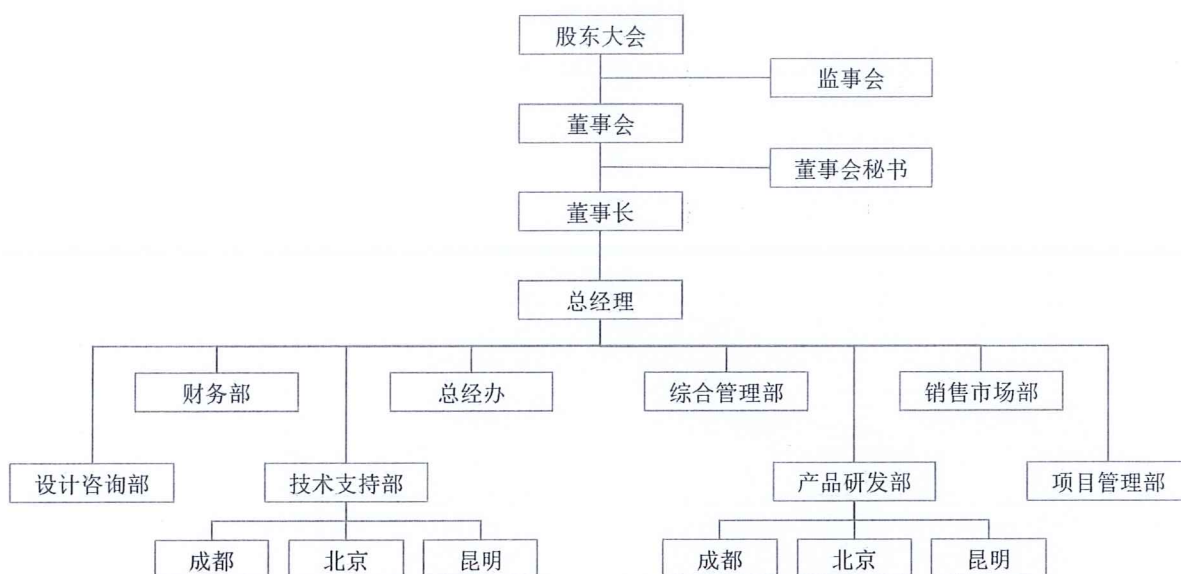 股东大会
监事会
董事会
董事会秘书
董事长
总经理
财务部
总经办
综合管理部
销售市场部
设计咨询部
技术支持部
产品研发部
项目管理部
成都
北京
昆明
成都
北京
昆明